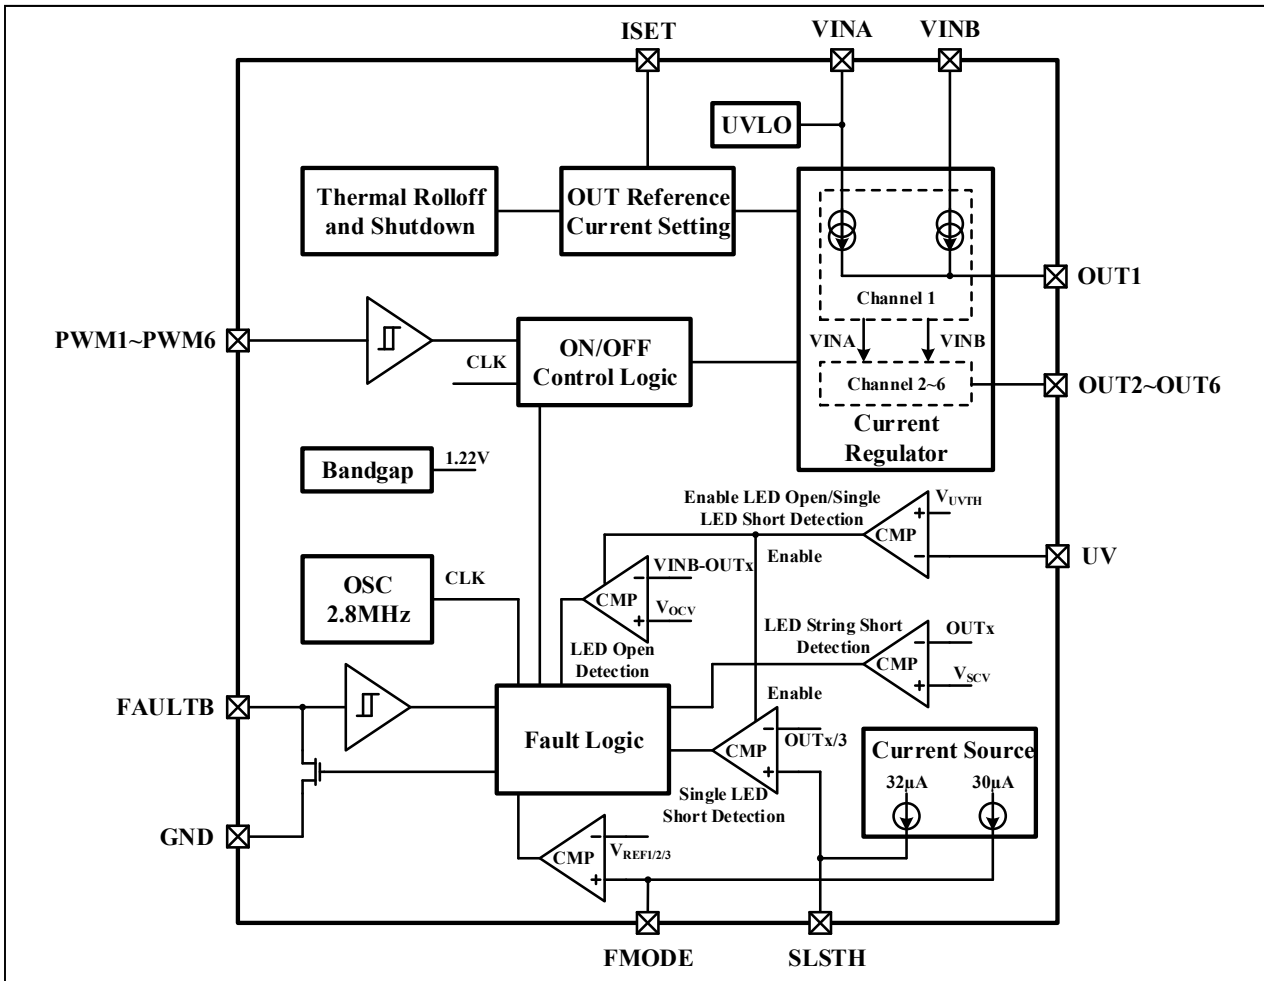 ISET
VINA
VINB
UVLO
Thermal Rolloff
and Shutdown
OUT Reference
Current Setting
OUT1
Channel 1
PWM1~PWM6
VINA
VINB
ON/OFF
Control Logic
CLK
Channel 2~6
OUT2~OUT6
Current
Regulator
Bandgap
1.22V
Enable LED Open/Single
LED Short Detection
VUVTH
+
CMP
−
Enable
UV
OSC
2.8MHz
CLK
VINB-OUTx
−
CMP
+
VOCV
LED Open
Detection
LED String Short
Detection
OUTx
−
CMP
+
VSCV
Enable
FAULTB
Fault Logic
−
OUTx/3
CMP
+
Single LED
Short Detection
Current Source
32µA
30µA
GND
−
VREF1/2/3
CMP
+
FMODE
SLSTH